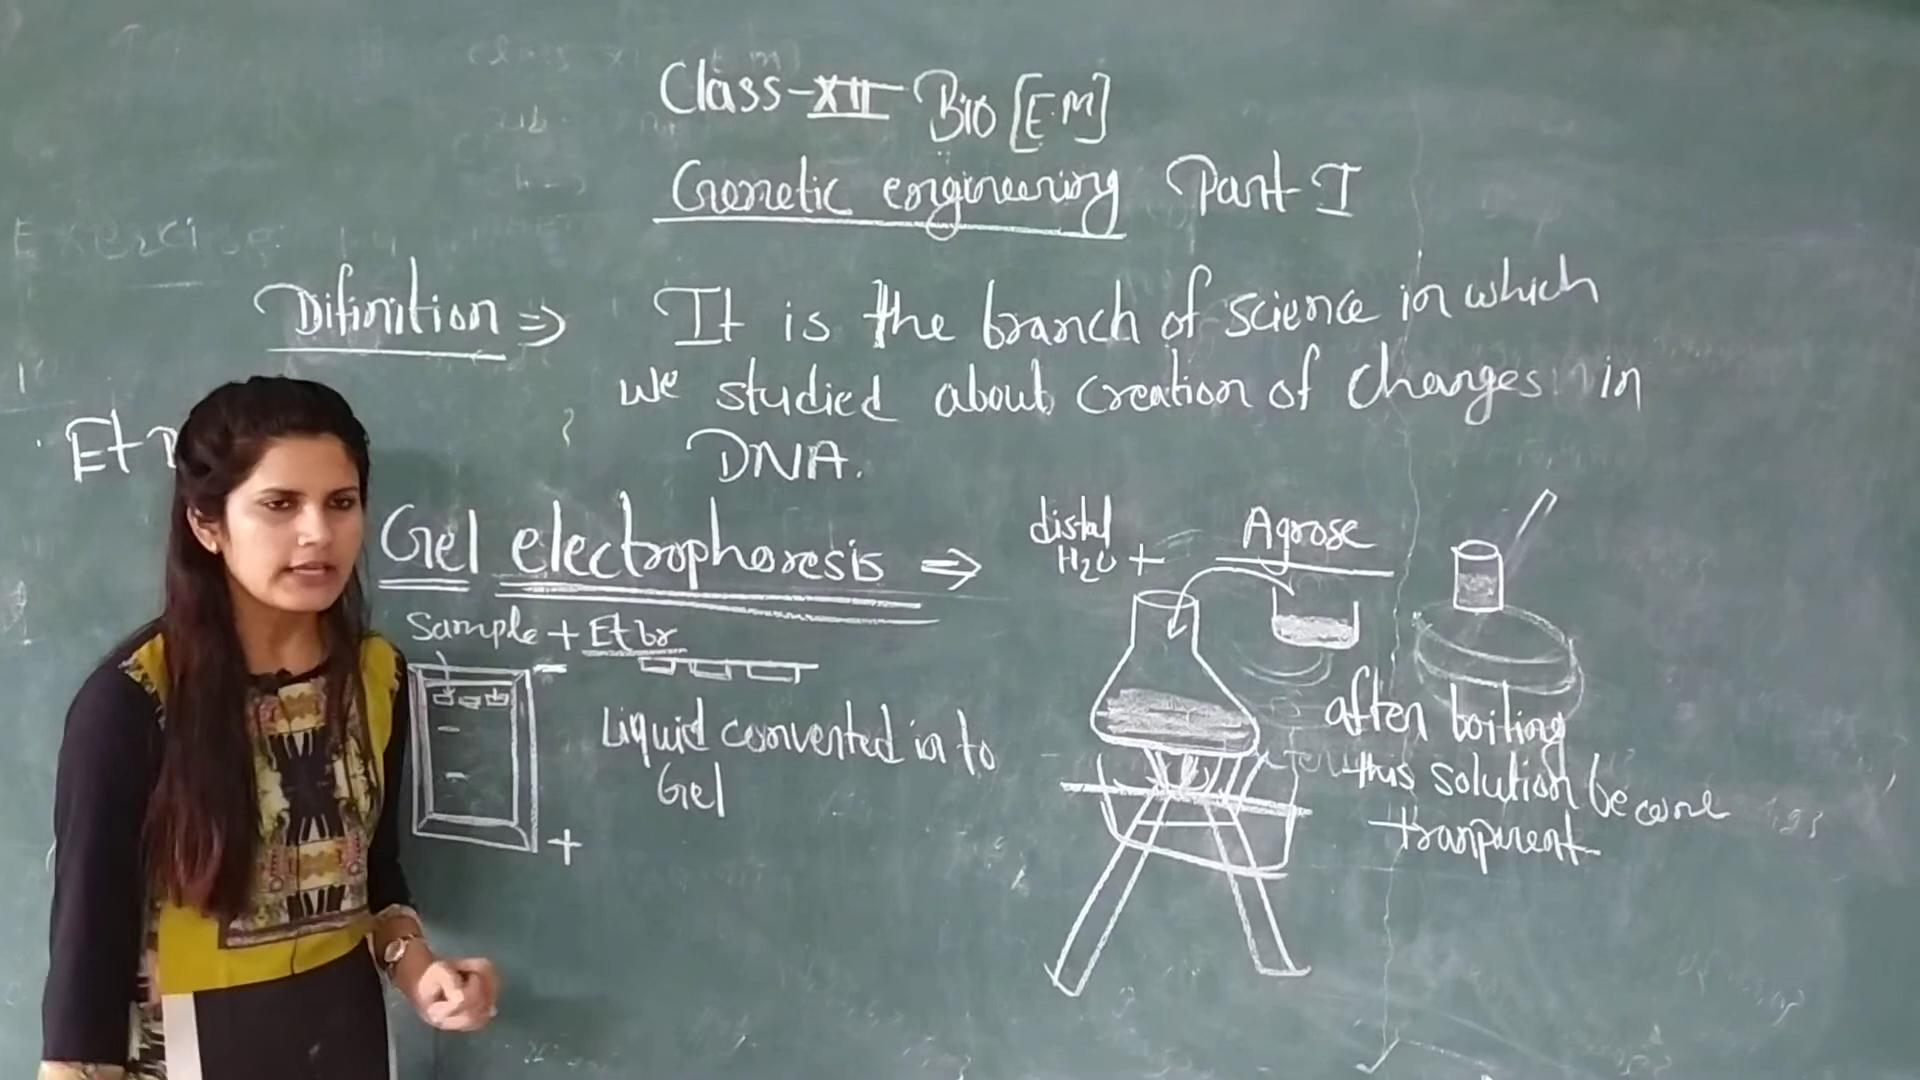 Class-XII Bio [E.M]
Genetic engineering Part I
Difinition ⇒ It is the branch of science in which
we studied about creation of changes in
DNA.
Et
Gel electrophoresis ⇒
Sample + Etbr
Liquid converted in to
Gel
+
distal
H2O +
Agrose
after boiling
this solution become
tranparent
Exercise